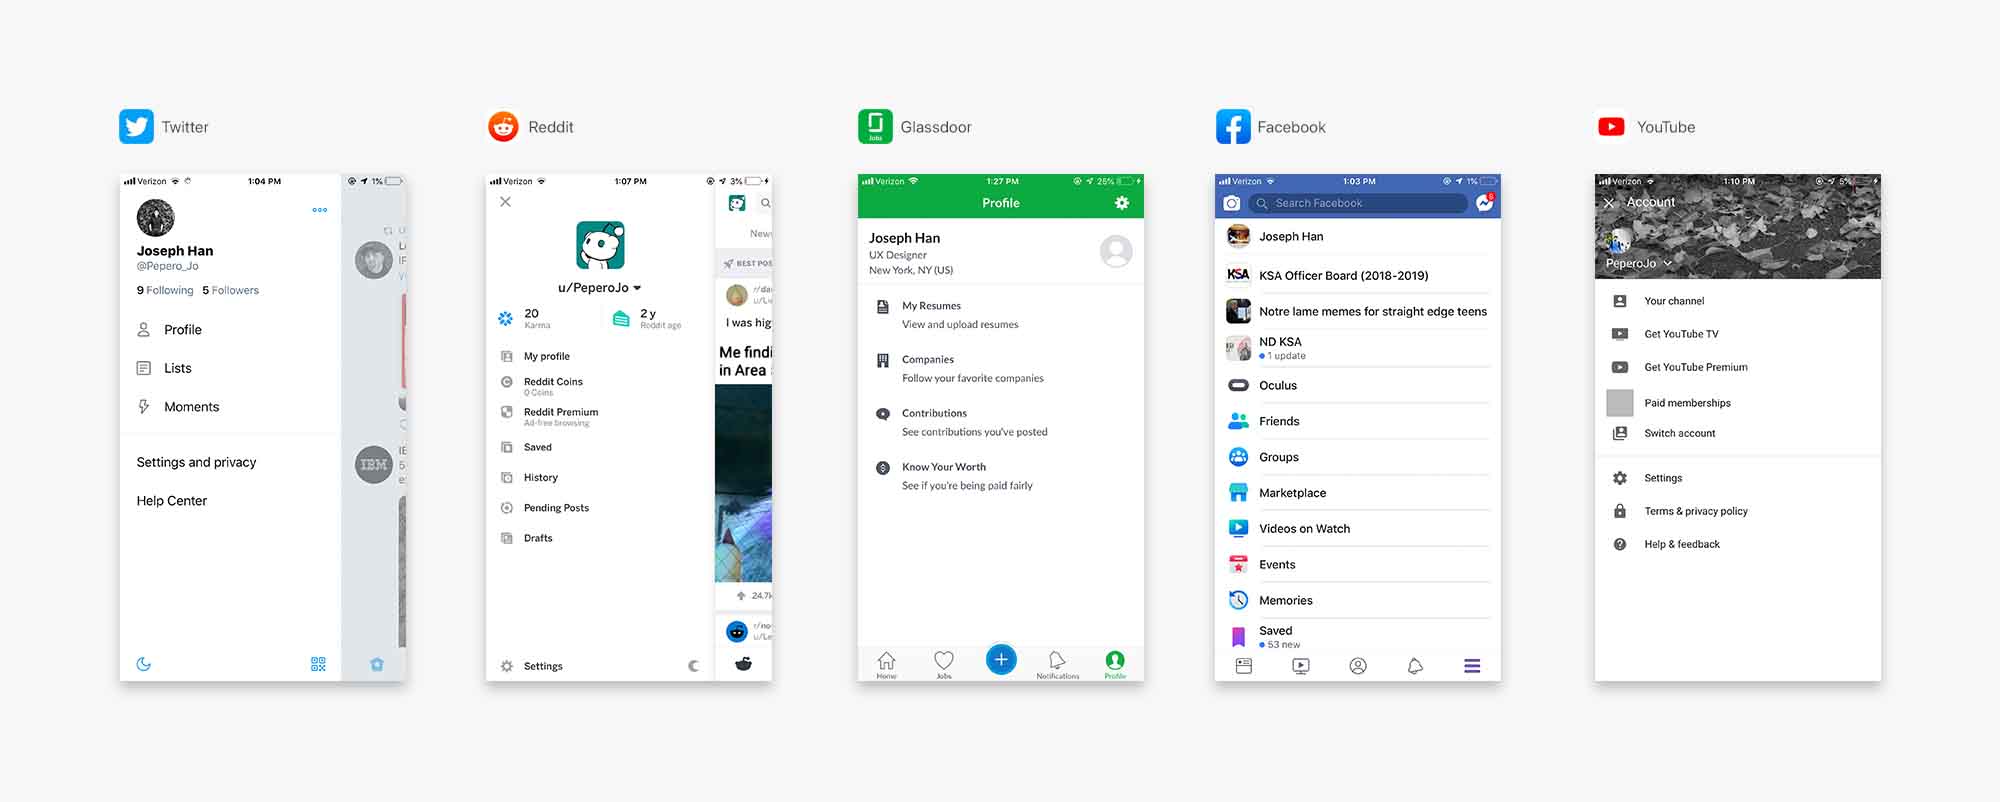 Twitter
Verizon 1:04 PM 1%
Joseph Han
@Pepero_Jo
9 Following 5 Followers
Profile
Lists
Moments
Settings and privacy
Help Center
IBM
Reddit
Verizon 1:07 PM 3%
u/PeperoJo
20
Karma
2 y
Reddit age
My profile
Reddit Coins
0 Coins
Reddit Premium
Ad-free browsing
Saved
History
Pending Posts
Drafts
Settings
New
BEST POS
r/da
u/Le
I was hig
Me findi
in Area
24.7k
r/no
u/Le
Glassdoor
Jobs
Verizon 1:27 PM 25%
Profile
Joseph Han
UX Designer
New York, NY (US)
My Resumes
View and upload resumes
Companies
Follow your favorite companies
Contributions
See contributions you've posted
Know Your Worth
See if you're being paid fairly
Home Jobs Notifications Profile
Facebook
Verizon 1:03 PM 1%
Search Facebook
Joseph Han
KSA KSA Officer Board (2018-2019)
Notre lame memes for straight edge teens
ND KSA
1 update
Oculus
Friends
Groups
Marketplace
Videos on Watch
Events
Memories
Saved
53 new
YouTube
Verizon 1:10 PM 5%
Account
PeperoJo
Your channel
Get YouTube TV
Get YouTube Premium
Paid memberships
Switch account
Settings
Terms & privacy policy
Help & feedback